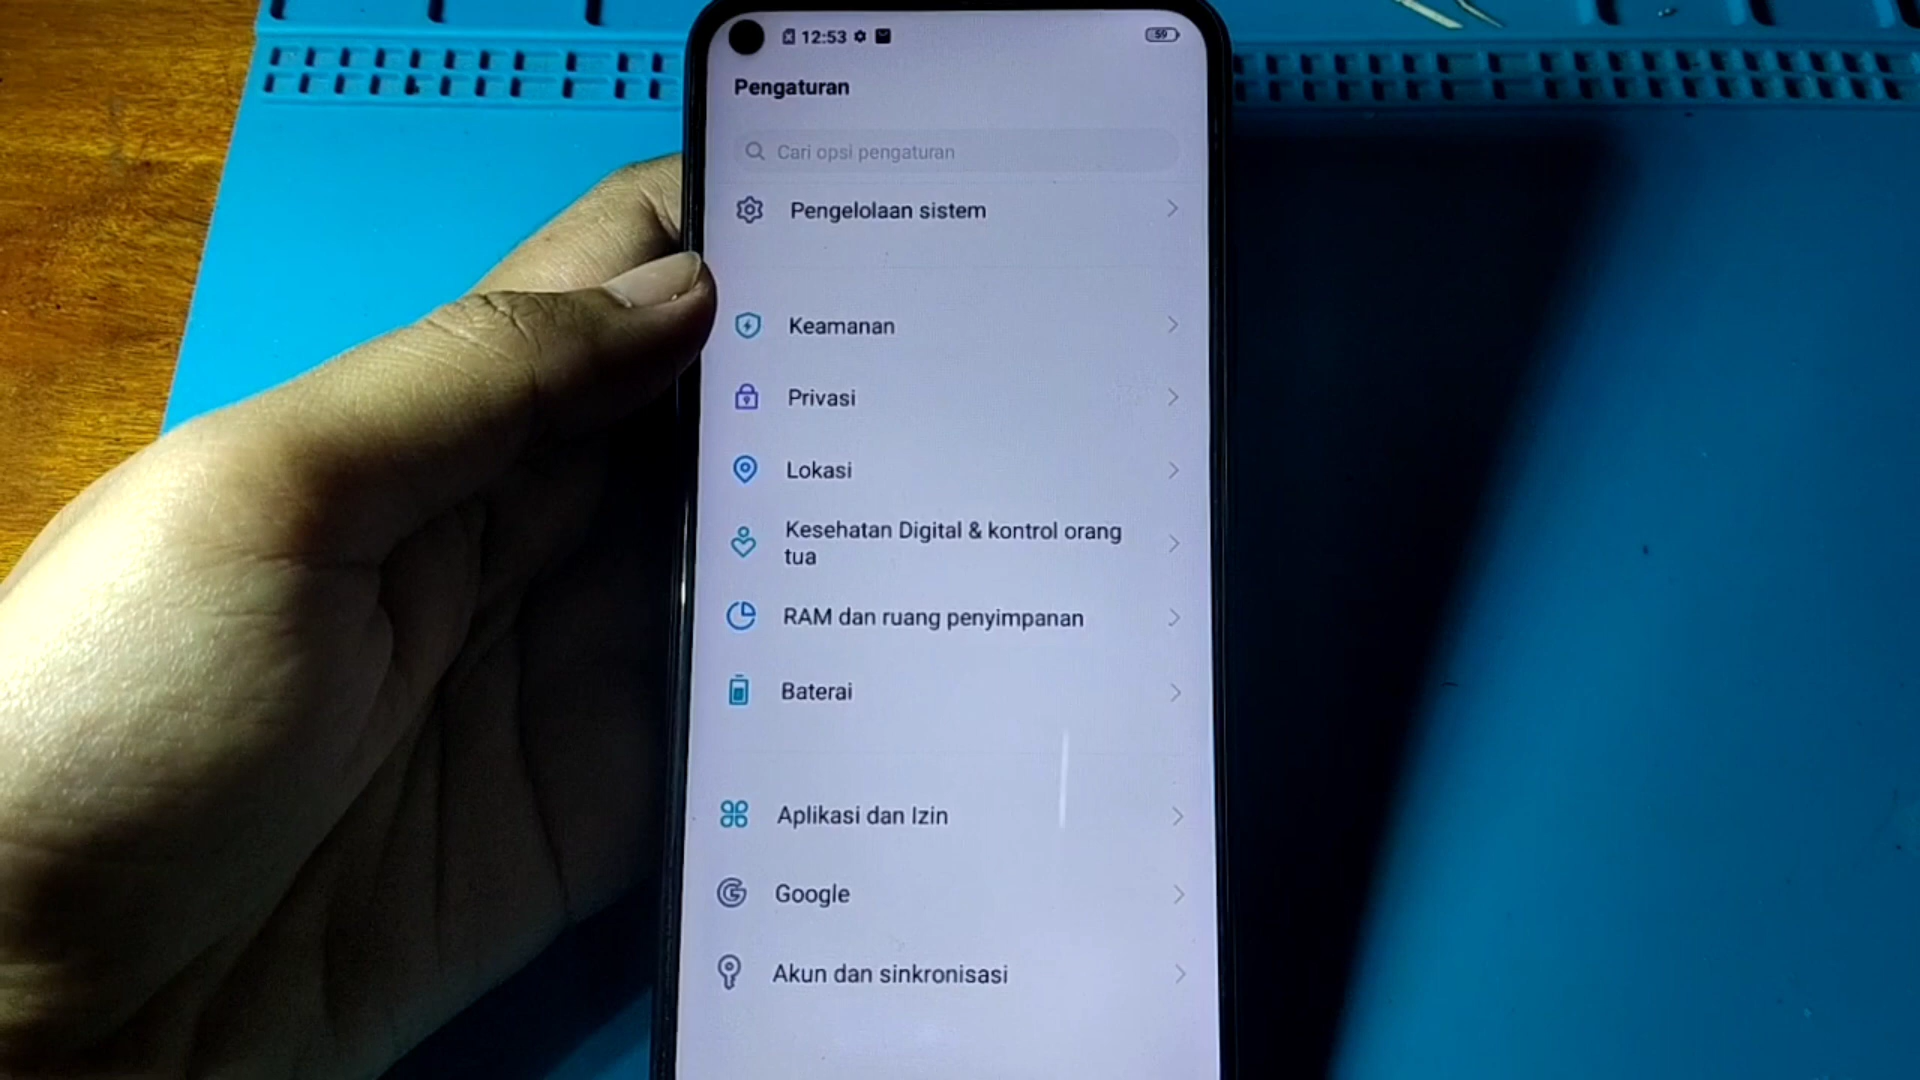 12:53
59
Pengaturan
Cari opsi pengaturan
Pengelolaan sistem
Keamanan
Privasi
Lokasi
Kesehatan Digital & kontrol orang
tua
RAM dan ruang penyimpanan
Baterai
Aplikasi dan Izin
Google
Akun dan sinkronisasi